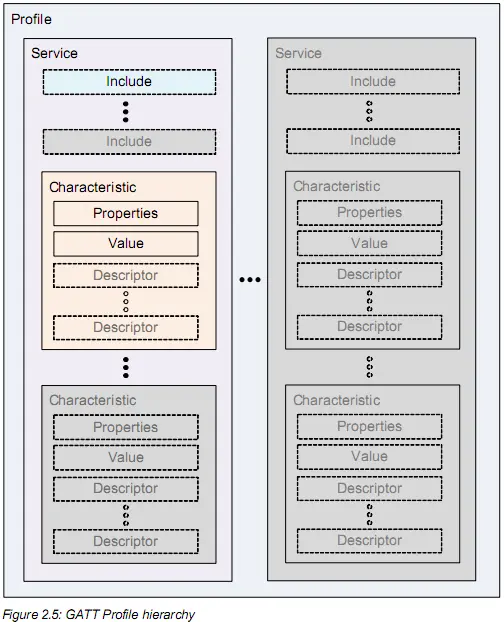 Profile
Service
Include
Include
Characteristic
Properties
Value
Descriptor
Descriptor
Characteristic
Properties
Value
Descriptor
Descriptor
Service
Include
Include
Characteristic
Properties
Value
Descriptor
Descriptor
Characteristic
Properties
Value
Descriptor
Descriptor
Figure 2.5: GATT Profile hierarchy